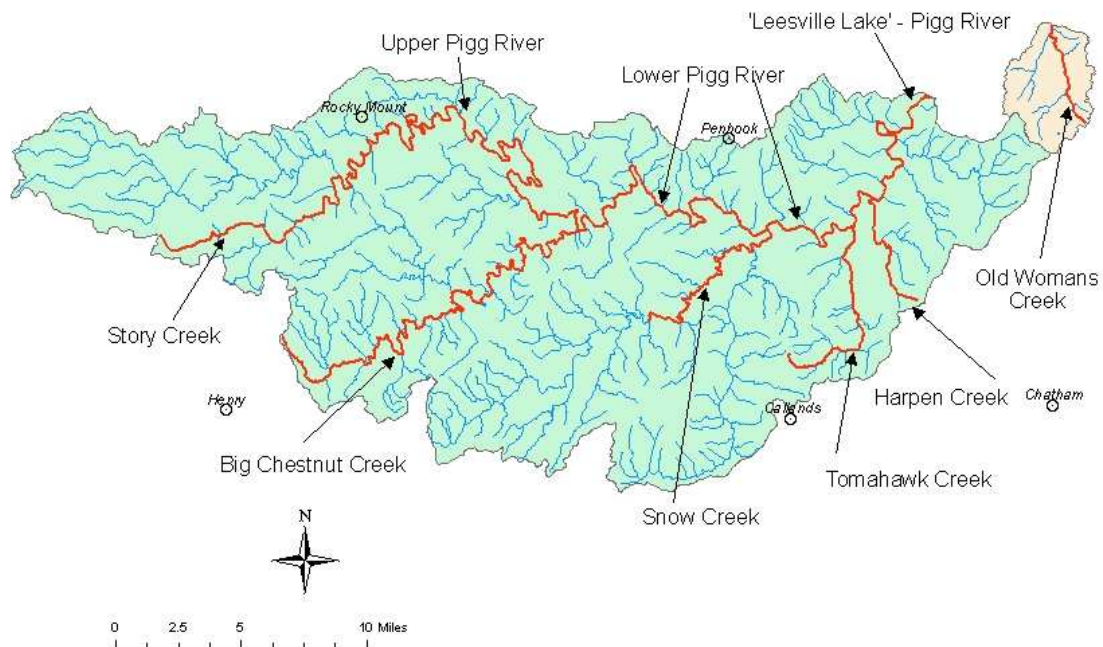 'Leesville Lake' - Pigg River
Upper Pigg River
Lower Pigg River
Rocky Mount
Penhook
Old Womans
Creek
Story Creek
Henry
Harpen Creek
Chatham
Callands
Big Chestnut Creek
Tomahawk Creek
Snow Creek
N
0 2.5 5 10 Miles